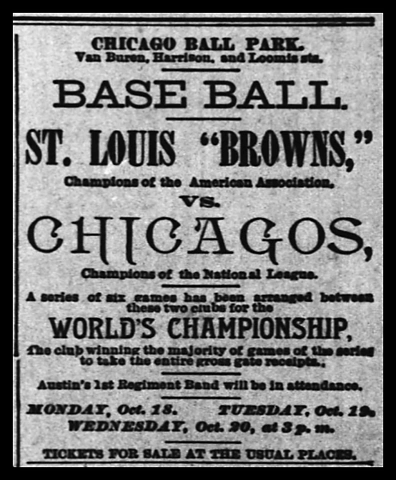 CHICAGO BALL PARK.
Van Buren, Harrison, and Loomis sts.
BASE BALL.
ST. LOUIS "BROWNS,"
Champions of the American Association,
VS.
CHICAGOS,
Champions of the National League.
A series of six games has been arranged between
these two clubs for the
WORLD'S CHAMPIONSHIP,
The club winning the majority of games of the series
to take the entire gross gate receipts.
Austin's 1st Regiment Band will be in attendance.
MONDAY, Oct. 18. TUESDAY, Oct. 19.
WEDNESDAY, Oct. 20, at 3 p. m.
TICKETS FOR SALE AT THE USUAL PLACES.